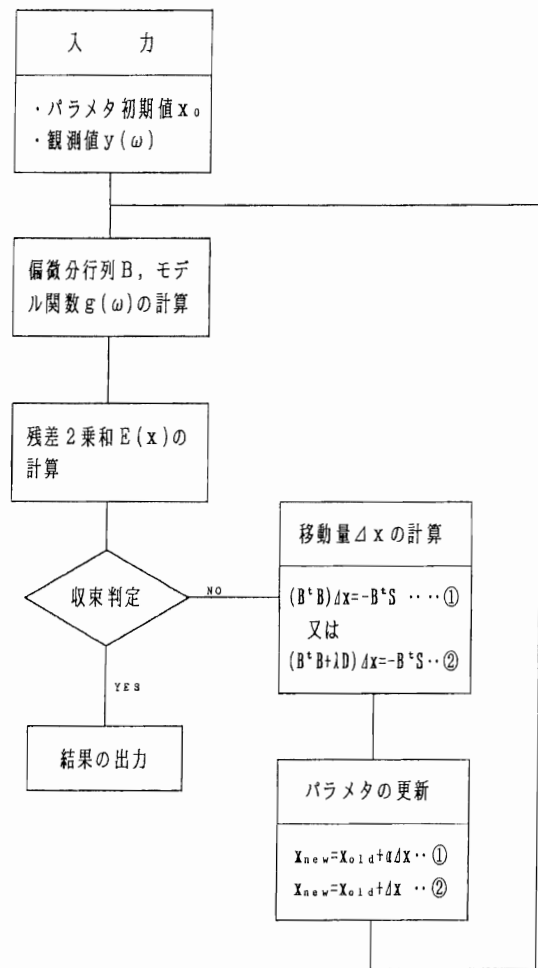 入 力
・パラメタ初期値x₀
・観測値y(ω)
偏微分行列B，モデ
ル関数g(ω)の計算
残差2乗和E(x)の
計算
収束判定
NO
YES
結果の出力
移動量Δxの計算
(BᵗB)Δx=-BᵗS ‥‥①
又は
(BᵗB+λD)Δx=-BᵗS‥②
パラメタの更新
xₙₑw=xₒₗd+αΔx‥①
xₙₑw=xₒₗd+Δx ‥②